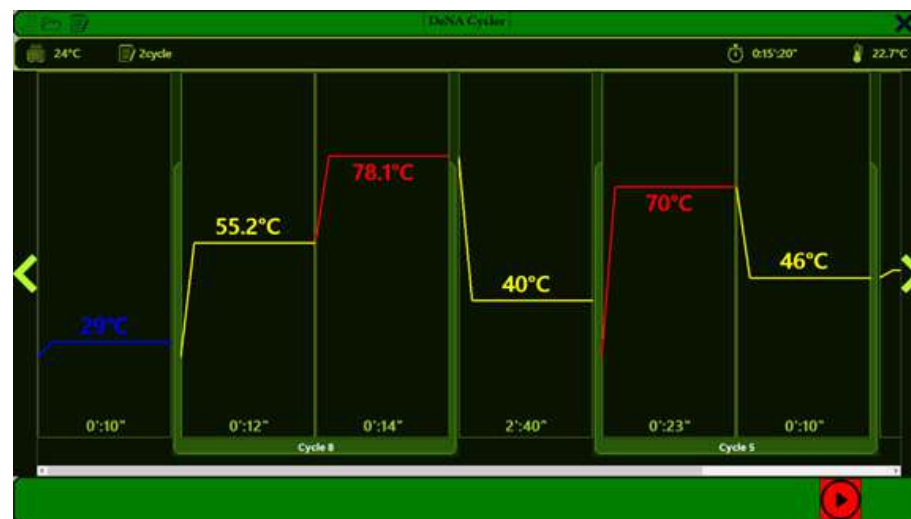 DeNA Cycler
24°C 2cycle 0:15':20" 22.7°C
78.1°C
70°C
55.2°C
46°C
40°C
29°C
0':10" 0':12" 0':14" 2':40" 0':23" 0':10"
Cycle 8 Cycle 5